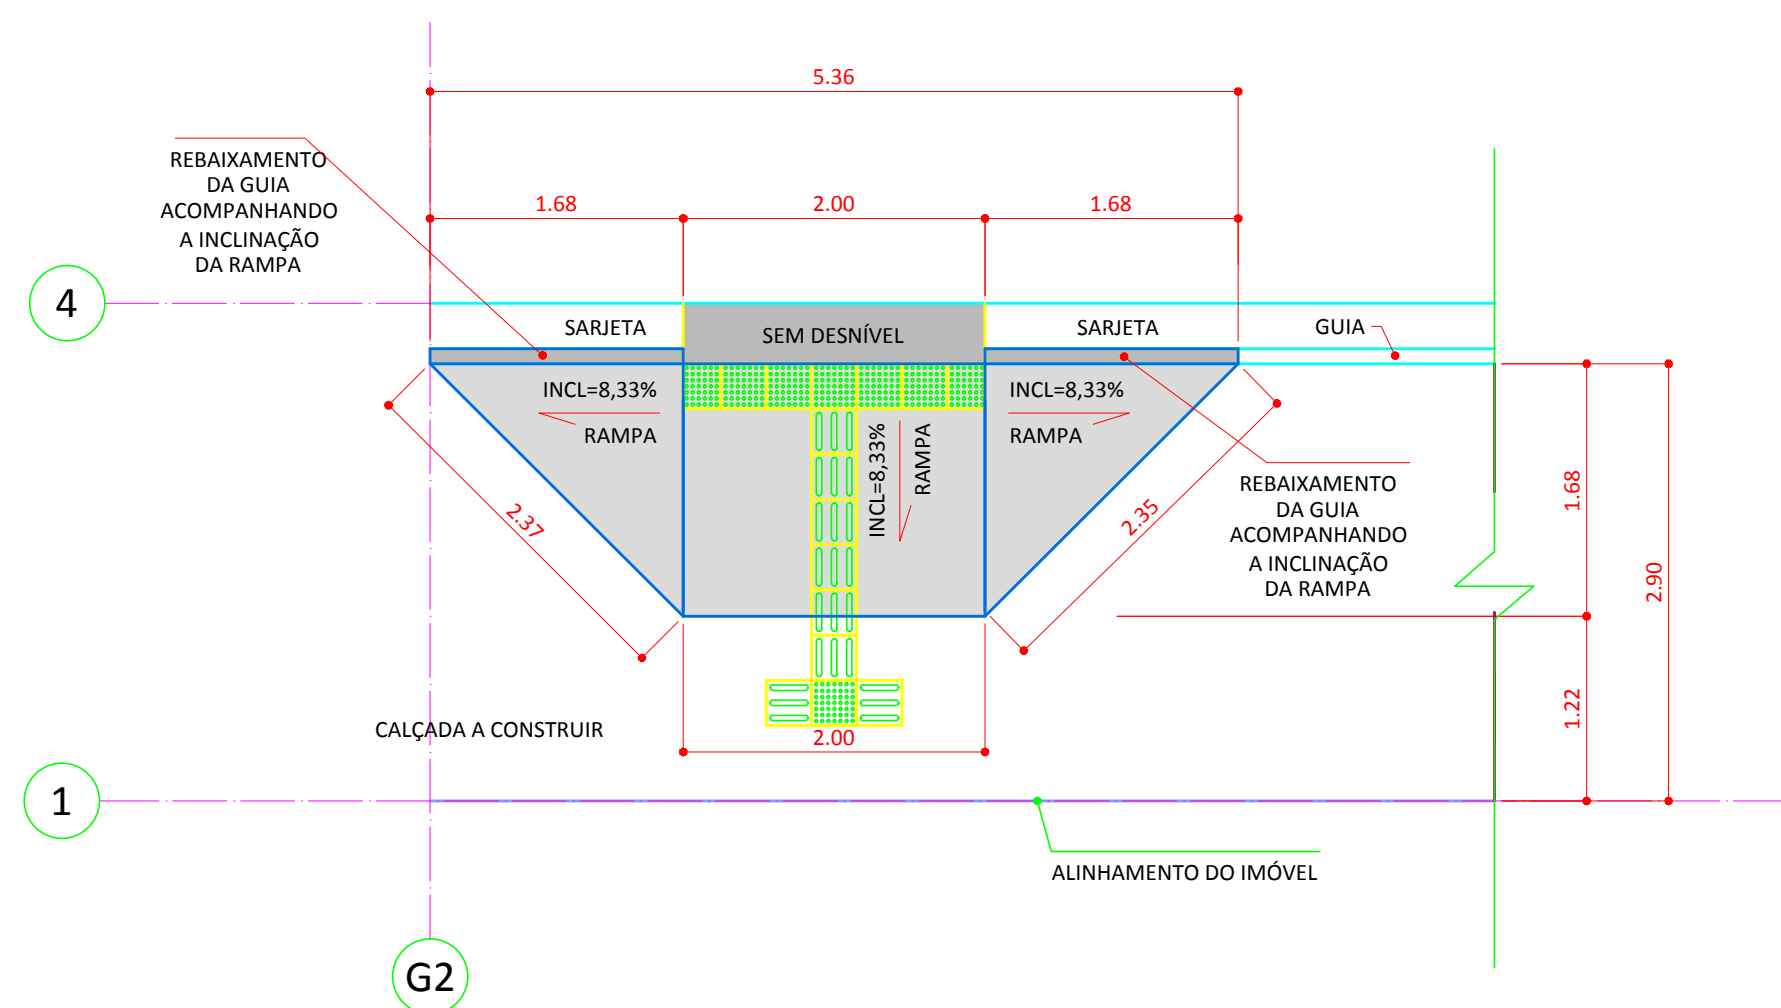 5.36
REBAIXAMENTO
DA GUIA
ACOMPANHANDO
A INCLINAÇÃO
DA RAMPA
1.68
2.00
1.68
4
SARJETA
SEM DESNÍVEL
SARJETA
GUIA
INCL=8,33%
RAMPA
INCL=8,33%
RAMPA
INCL=8,33%
RAMPA
2.37
2.35
REBAIXAMENTO
DA GUIA
ACOMPANHANDO
A INCLINAÇÃO
DA RAMPA
1.68
2.90
1.22
CALÇADA A CONSTRUIR
2.00
1
ALINHAMENTO DO IMÓVEL
G2